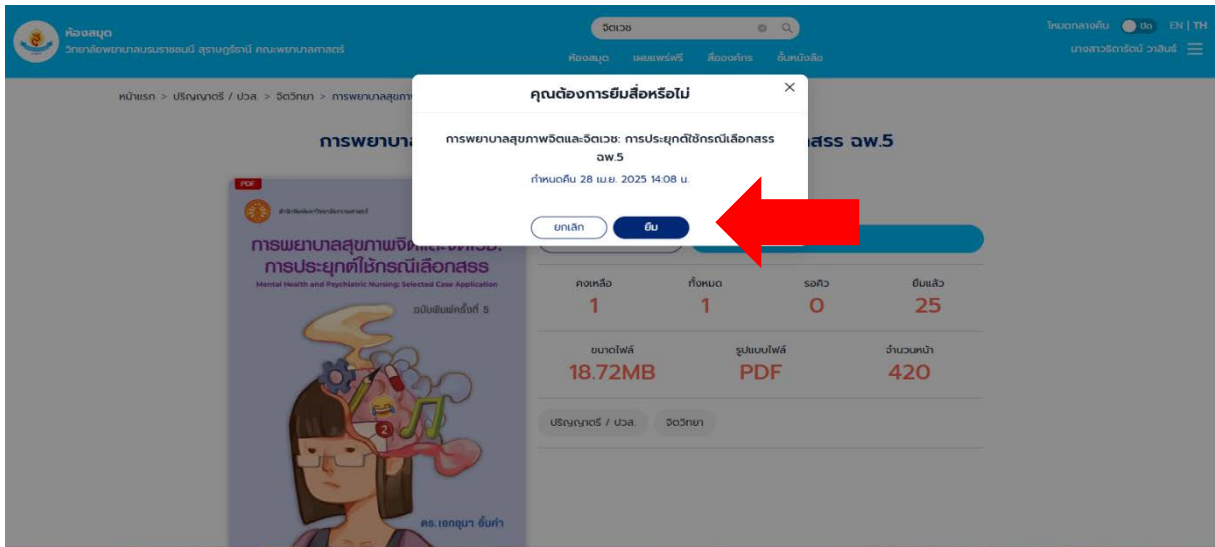 ห้องสมุด
วิทยาลัยพยาบาลบรมราชชนนี สุราษฎร์ธานี คณะพยาบาลศาสตร์
จิตเวช
ห้องสมุด เผยแพร่ฟรี สื่อองค์กร ชั้นหนังสือ
โหมดกลางคืน ปิด EN | TH
นางสาวธิดารัตน์ วาสินธ์
หน้าแรก > ปริญญาตรี / ปวส. > จิตวิทยา > การพยาบาลสุขภา
คุณต้องการยืมสื่อหรือไม่
การพยาบาลสุขภาพจิตและจิตเวช: การประยุกต์ใช้กรณีเลือกสรร
ฉพ.5
กำหนดคืน 28 เม.ย. 2025 14:08 น.
ยกเลิก ยืม
การพยาบา
สรร ฉพ.5
PDF
การพยาบาลสุขภาพจิตและจิตเวช:
การประยุกต์ใช้กรณีเลือกสรร
Mental Health and Psychiatric Nursing: Selected Case Application
ฉบับพิมพ์ครั้งที่ 5
2
ดร.เอกอุมา อิ้มคำ
คงเหลือ ทั้งหมด รอคิว ยืมแล้ว
1 1 0 25
ขนาดไฟล์ รูปแบบไฟล์ จำนวนหน้า
18.72MB PDF 420
ปริญญาตรี / ปวส. จิตวิทยา